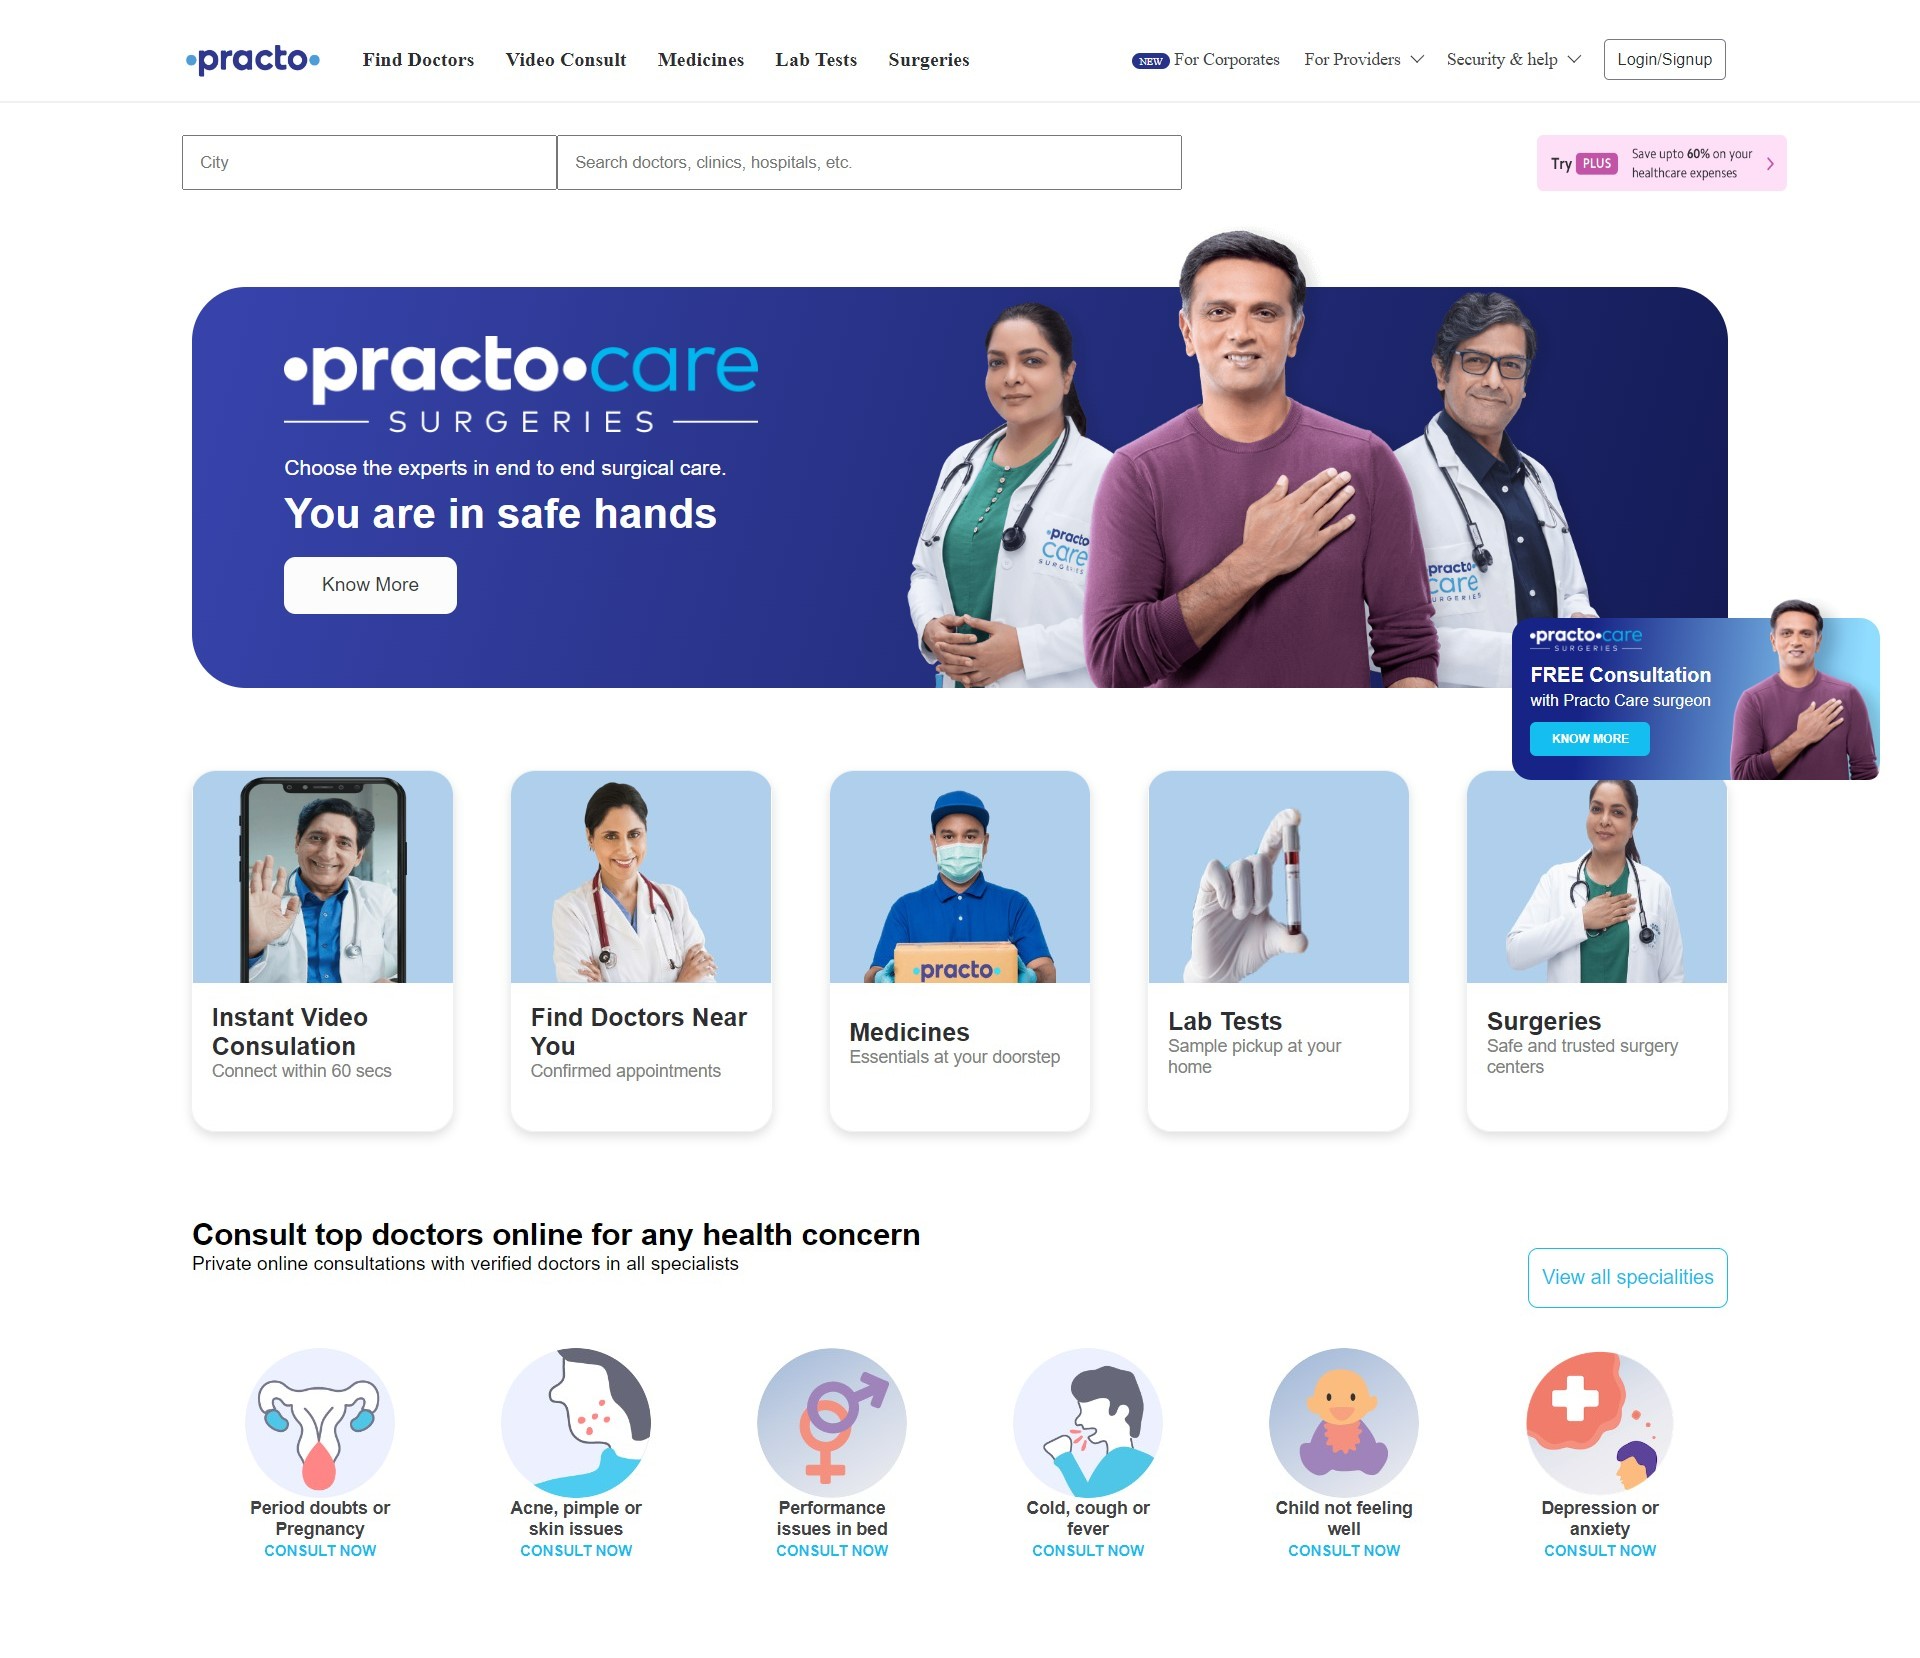 practo
Find Doctors
Video Consult
Medicines
Lab Tests
Surgeries
NEW For Corporates
For Providers
Security & help
Login/Signup
City
Search doctors, clinics, hospitals, etc.
Try PLUS
Save upto 60% on your
healthcare expenses
practo care
SURGERIES
Choose the experts in end to end surgical care.
You are in safe hands
Know More
practo
care
SURGERIES
practo
care
SURGERIES
practo care
SURGERIES
FREE Consultation
with Practo Care surgeon
KNOW MORE
practo
Instant Video
Consulation
Connect within 60 secs
Find Doctors Near
You
Confirmed appointments
Medicines
Essentials at your doorstep
Lab Tests
Sample pickup at your
home
Surgeries
Safe and trusted surgery
centers
Consult top doctors online for any health concern
Private online consultations with verified doctors in all specialists
View all specialities
Period doubts or
Pregnancy
CONSULT NOW
Acne, pimple or
skin issues
CONSULT NOW
Performance
issues in bed
CONSULT NOW
Cold, cough or
fever
CONSULT NOW
Child not feeling
well
CONSULT NOW
Depression or
anxiety
CONSULT NOW